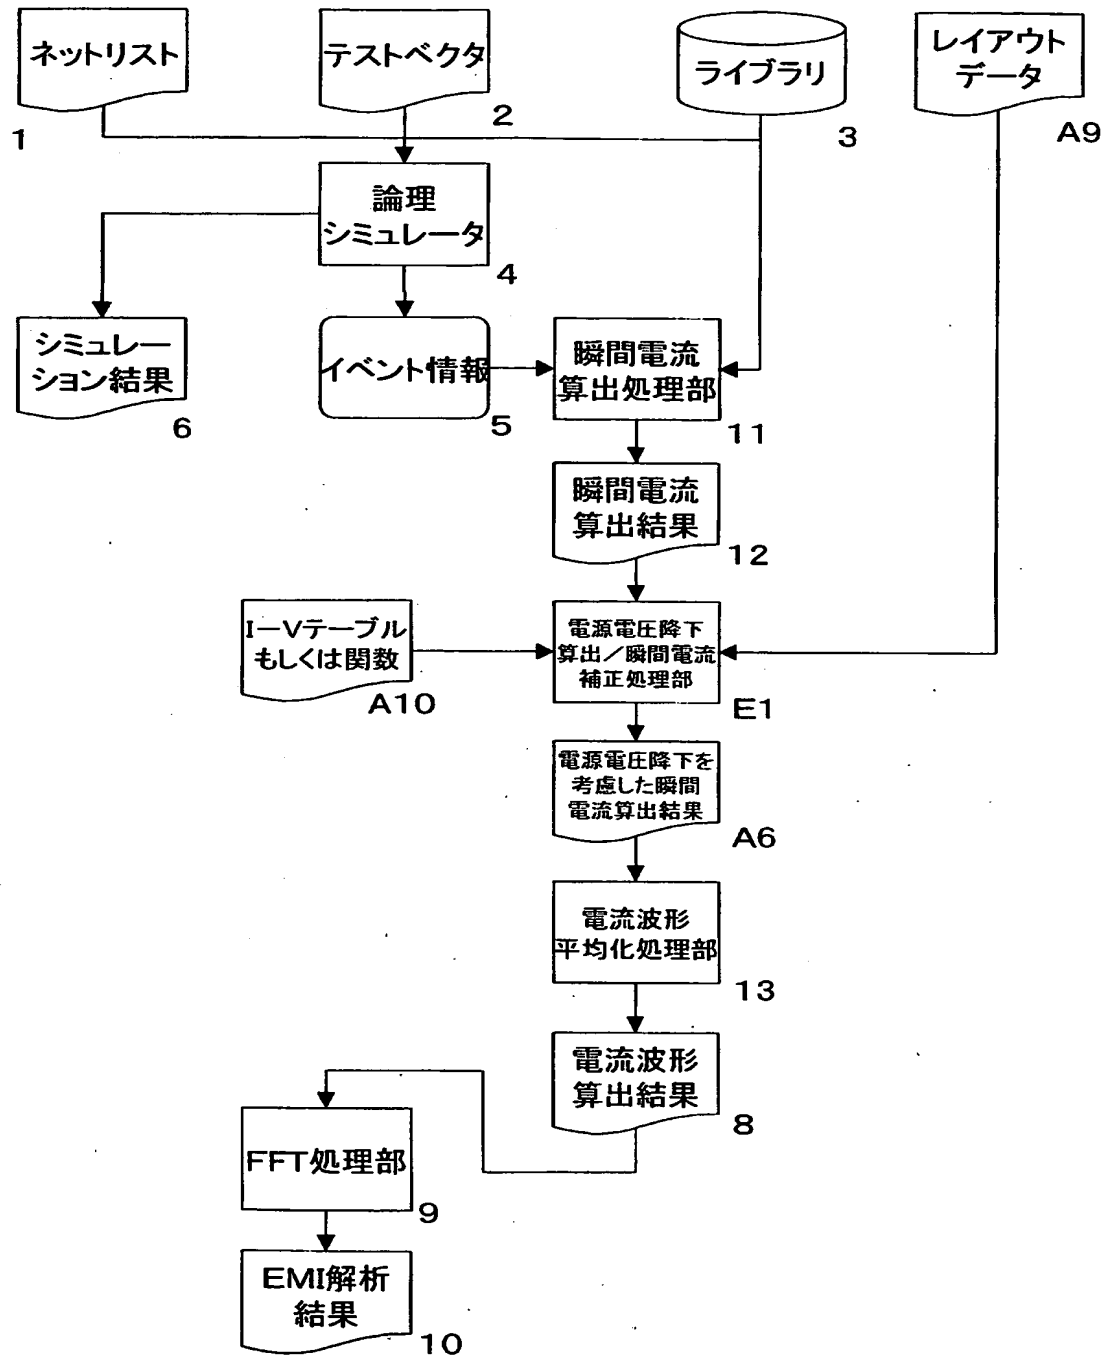 ネットリスト
1
テストベクタ
2
ライブラリ
3
レイアウト
データ
A9
論理
シミュレータ
4
シミュレー
ション結果
6
イベント情報
5
瞬間電流
算出処理部
11
瞬間電流
算出結果
12
I－Vテーブル
もしくは関数
A10
電源電圧降下
算出／瞬間電流
補正処理部
E1
電源電圧降下を
考慮した瞬間
電流算出結果
A6
電流波形
平均化処理部
13
電流波形
算出結果
8
FFT処理部
9
EMI解析
結果
10